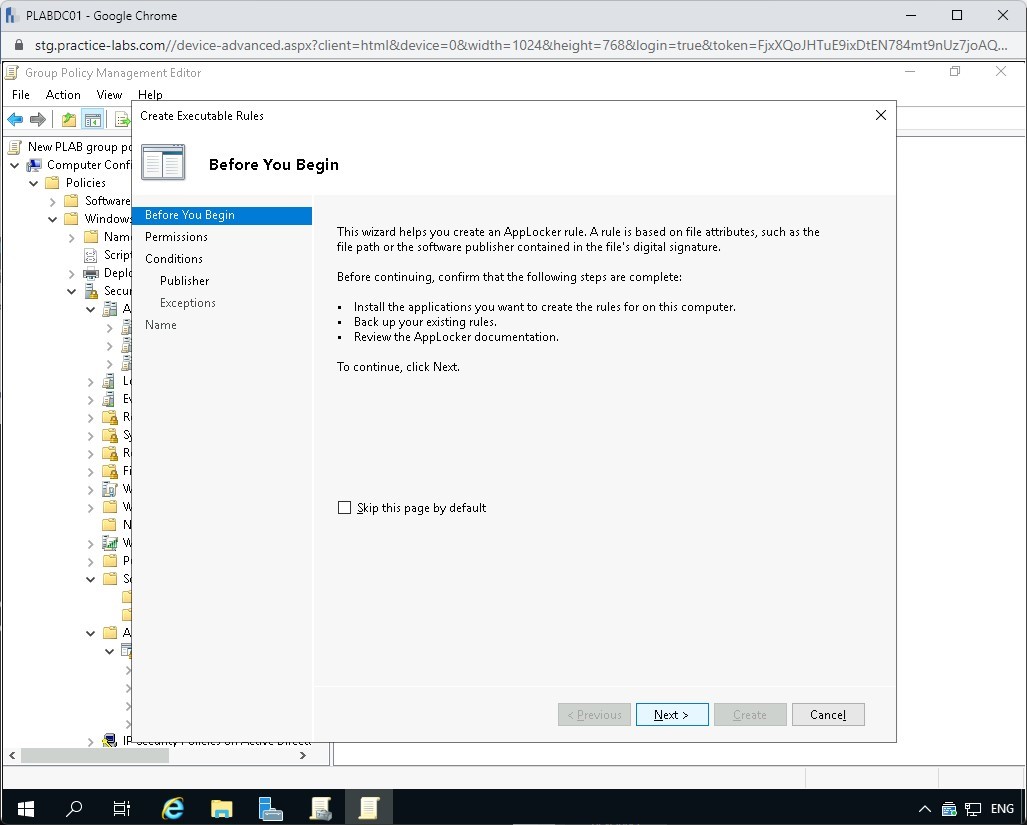 PLABDC01 - Google Chrome
stg.practice-labs.com//device-advanced.aspx?client=html&device=0&width=1024&height=768&login=true&token=FjxXQoJHTuE9ixDtEN784mt9nUz7joAQ...
Group Policy Management Editor
File Action View Help
Create Executable Rules
Before You Begin
New PLAB group po
Computer Conf
Policies
Software
Windows
Name
Script
Deplo
Secur
A
Lo
Ev
R
Sy
R
Fi
W
W
N
W
P
So
A
IP Security Policies on Active Direct
Before You Begin
Permissions
Conditions
Publisher
Exceptions
Name
This wizard helps you create an AppLocker rule. A rule is based on file attributes, such as the
file path or the software publisher contained in the file's digital signature.
Before continuing, confirm that the following steps are complete:
• Install the applications you want to create the rules for on this computer.
• Back up your existing rules.
• Review the AppLocker documentation.
To continue, click Next.
Skip this page by default
< Previous Next > Create Cancel
ENG